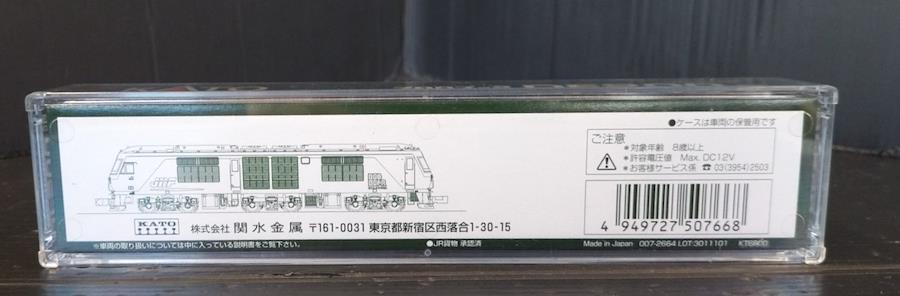 ●ケースは車両の保管用です
ご注意
●対象年齢 8歳以上
●許容電圧値 Max. DC12V
●お客様サービス係 ☎ 03(3954)2503
KATO
株式会社 関水金属 〒161-0031 東京都新宿区西落合1-30-15
※車両の取り扱いについては中に入っている説明書をご覧下さい。
●JR貨物 承認済
4 949727 507668
Made in Japan 007-2664 LOT:3011101